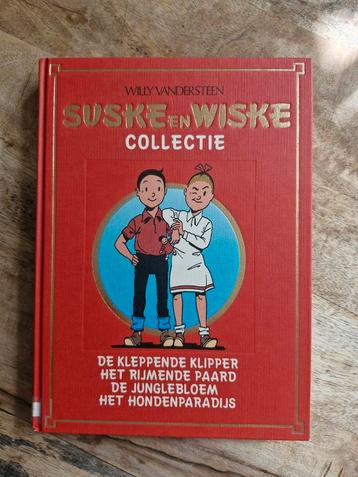 WILLY VANDERSTEEN
SUSKE EN WISKE
COLLECTIE
DE KLEPPENDE KLIPPER
HET RIJMENDE PAARD
DE JUNGLEBLOEM
HET HONDENPARADIJS